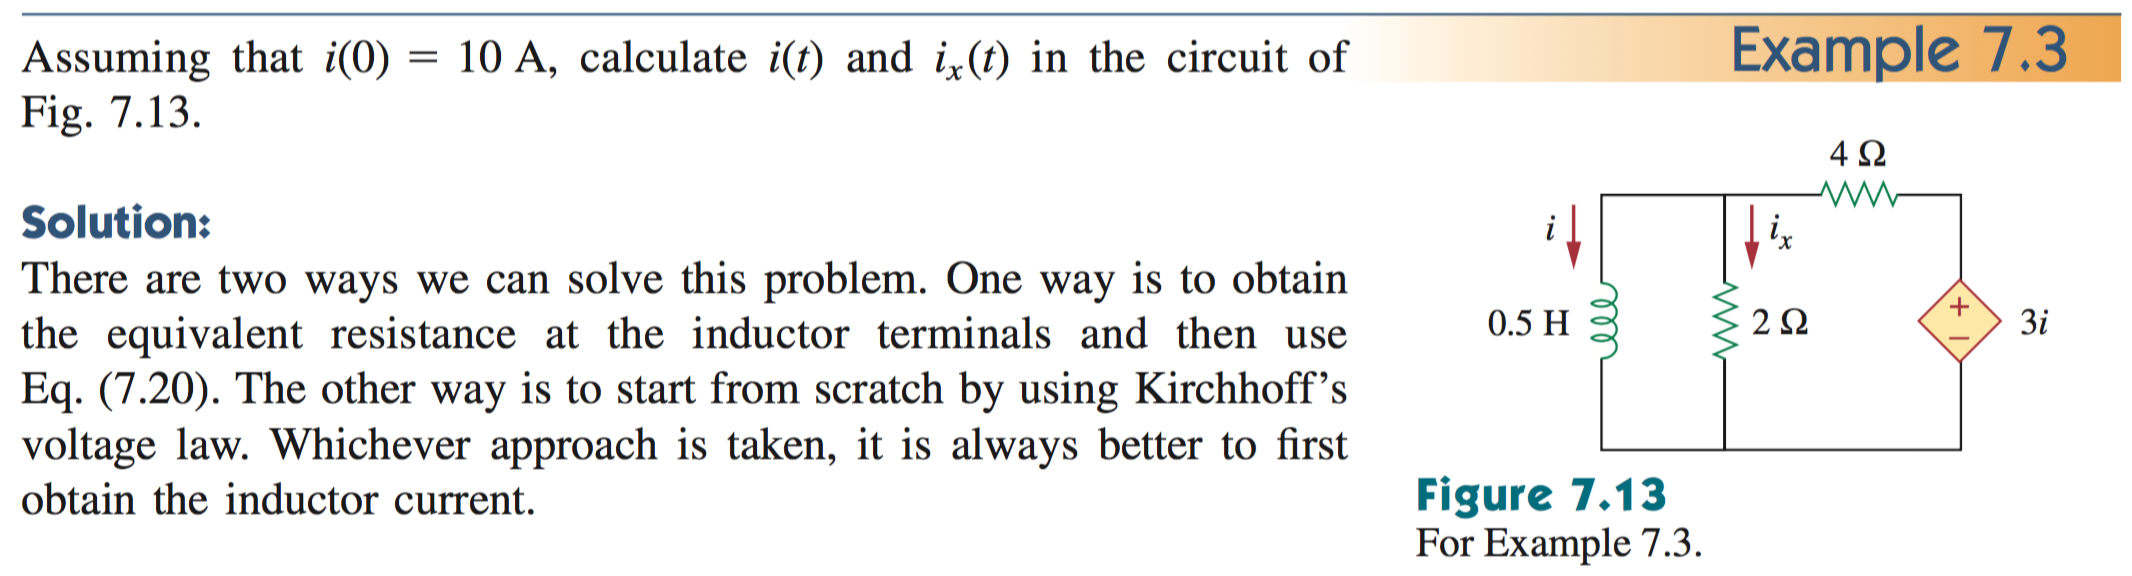 Assuming that i(0) = 10 A, calculate i(t) and iₓ(t) in the circuit of
Fig. 7.13.
Example 7.3
Solution:
There are two ways we can solve this problem. One way is to obtain
the equivalent resistance at the inductor terminals and then use
Eq. (7.20). The other way is to start from scratch by using Kirchhoff’s
voltage law. Whichever approach is taken, it is always better to first
obtain the inductor current.
4 Ω
i
iₓ
0.5 H
2 Ω
+
−
3i
Figure 7.13
For Example 7.3.